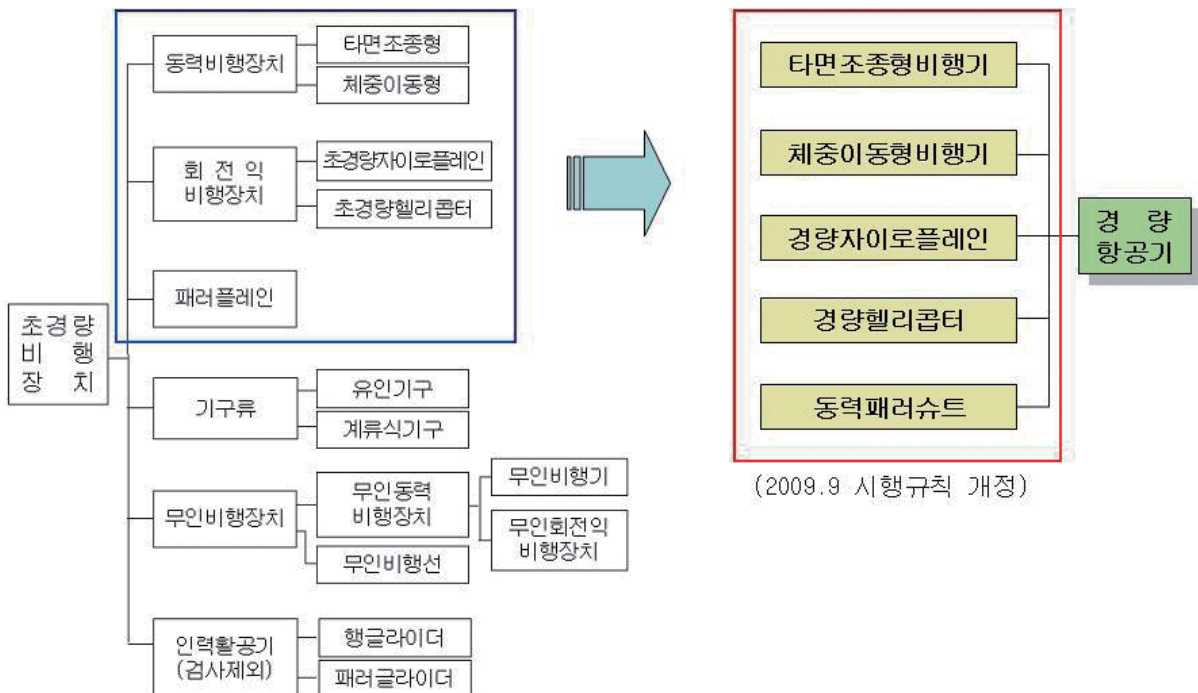 동력비행장치
타면조종형
체중이동형
회 전 익
비행장치
초경량자이로플레인
초경량헬리콥터
패러플레인
초경량
비 행
장 치
기구류
유인기구
계류식기구
무인비행장치
무인동력
비행장치
무인비행기
무인회전익
비행장치
무인비행선
인력활공기
(검사제외)
행글라이더
패러글라이더
타면조종형비행기
체중이동형비행기
경량자이로플레인
경량헬리콥터
동력패러슈트
경 량
항공기
(2009.9 시행규칙 개정)